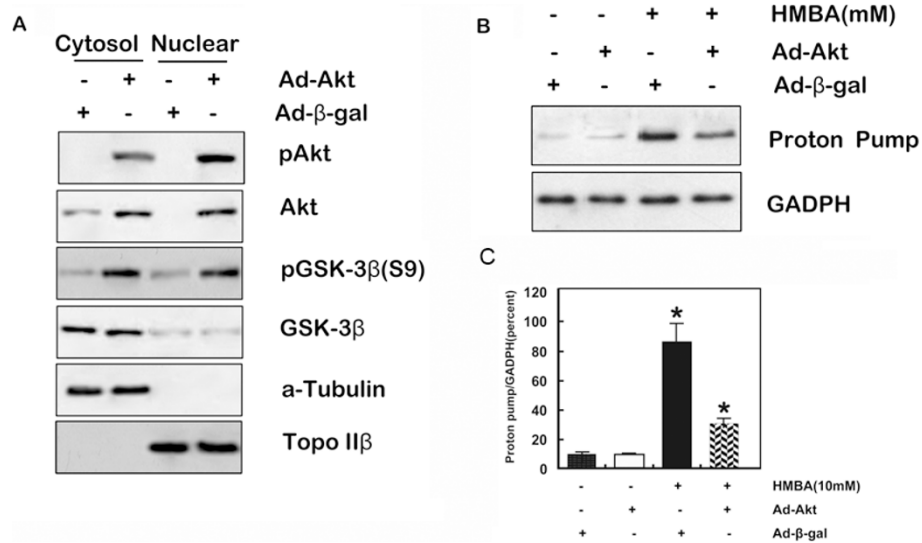 A
Cytosol Nuclear
- + - + Ad-Akt
+ - + - Ad-β-gal
pAkt
Akt
pGSK-3β(S9)
GSK-3β
a-Tubulin
Topo IIβ
B
- - + + HMBA(mM)
- + - + Ad-Akt
+ - + - Ad-β-gal
Proton Pump
GADPH
C
Proton pump/GADPH(percent)
120
100
80
60
40
20
0
* *
- - + + HMBA(10mM)
- + - + Ad-Akt
+ - + - Ad-β-gal